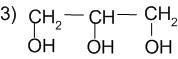 3) CH₂ — CH — CH₂
OH OH OH